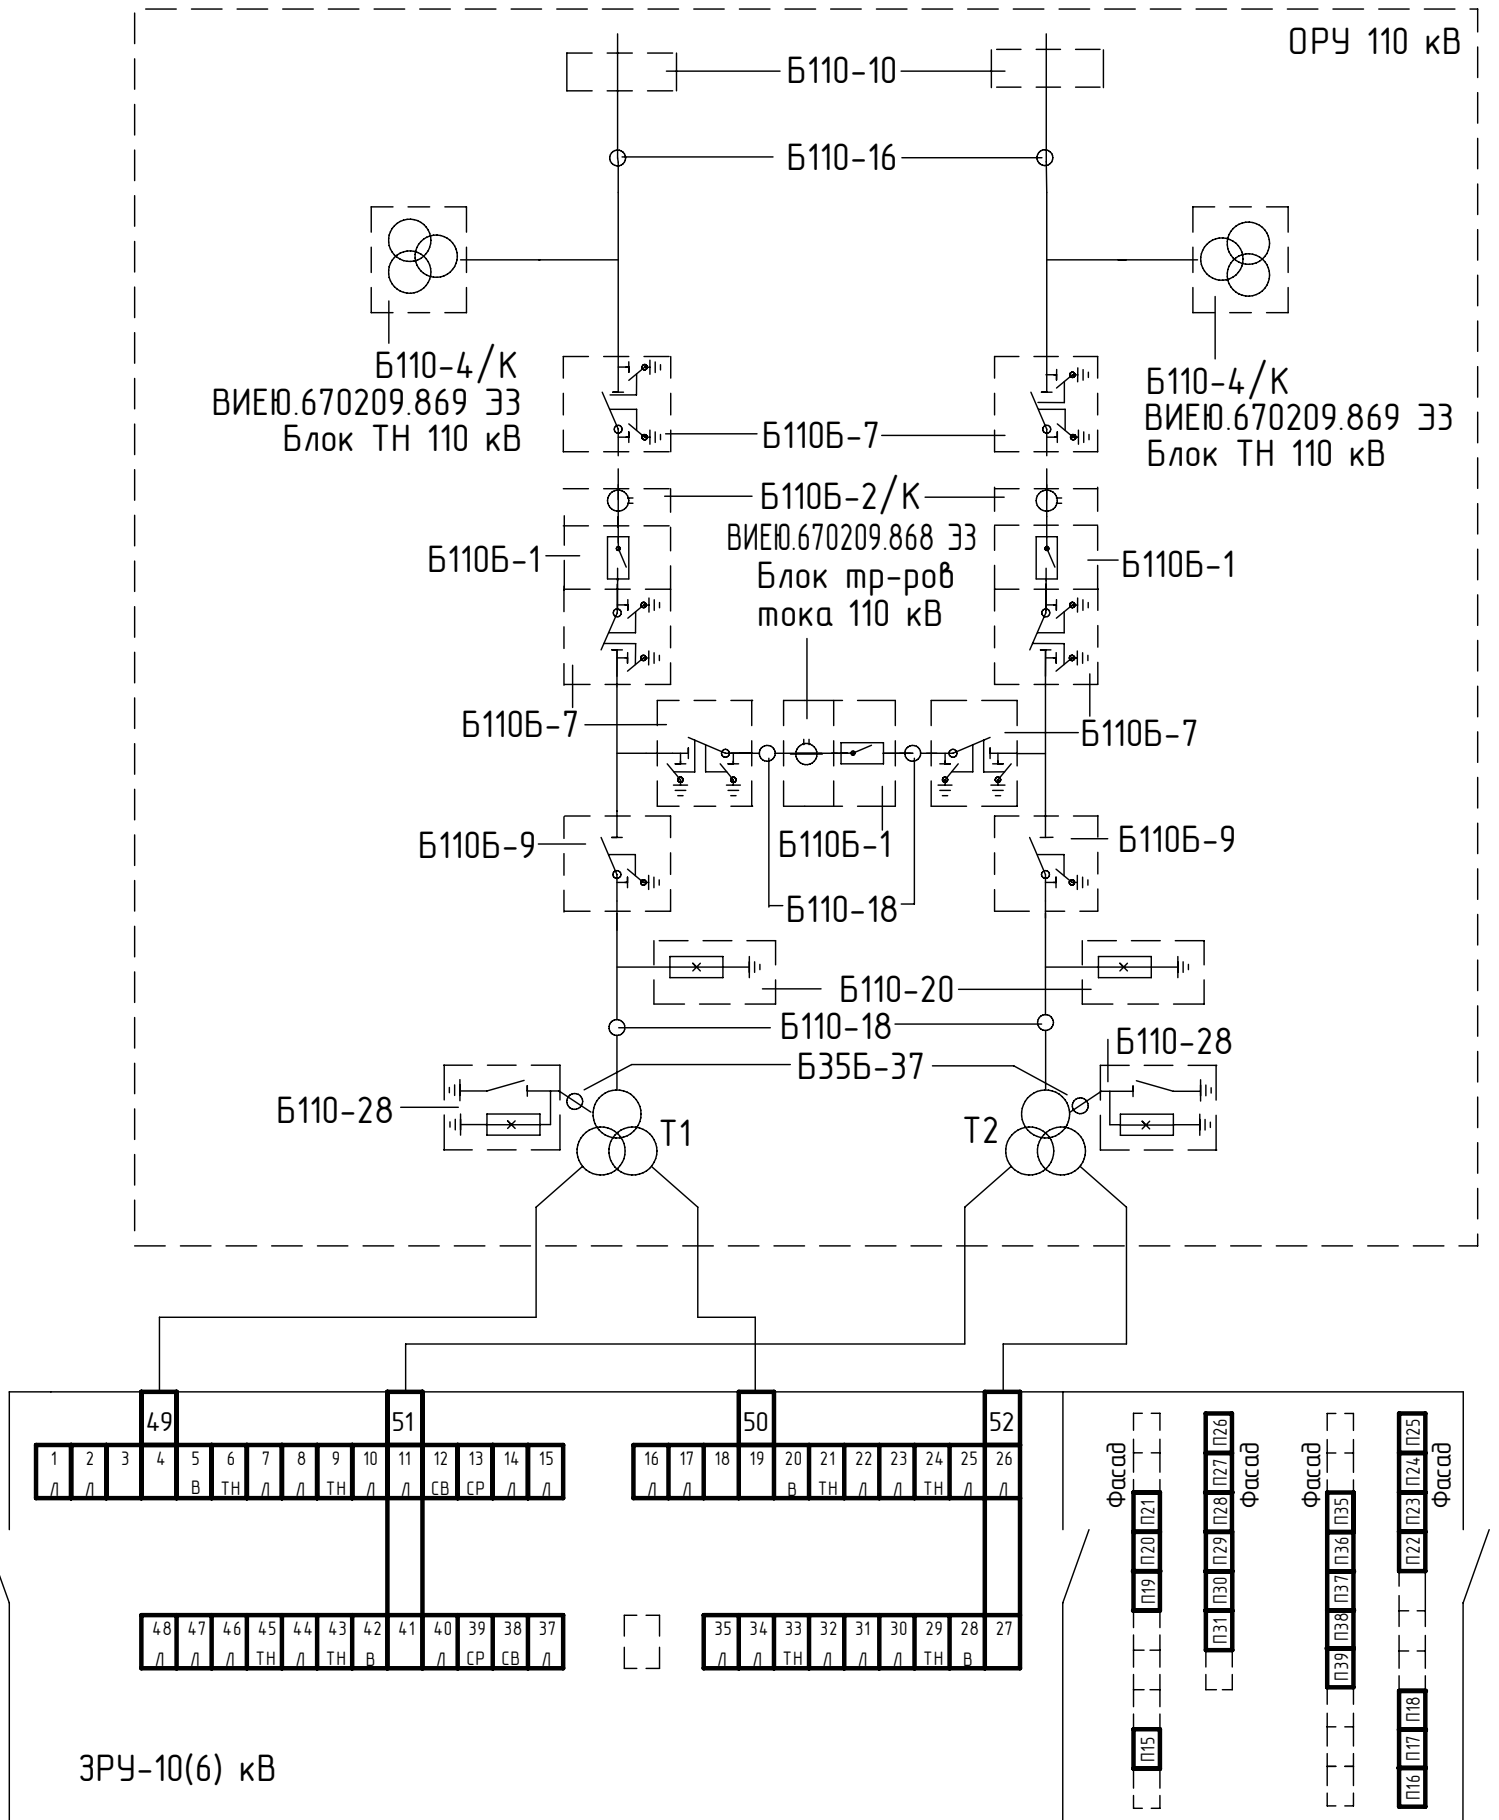 ОРУ 110 кВ
Б110-10
Б110-16
Б110-4/К
ВИЕЮ.670209.869 ЭЗ
Блок ТН 110 кВ
Б110-4/К
ВИЕЮ.670209.869 ЭЗ
Блок ТН 110 кВ
Б110Б-7
Б110Б-2/К
ВИЕЮ.670209.868 ЭЗ
Блок тр-ров
тока 110 кВ
Б110Б-1
Б110Б-1
Б110Б-7
Б110Б-7
Б110Б-9
Б110Б-1
Б110Б-9
Б110-18
Б110-20
Б110-18
Б110-28
Б35Б-37
Б110-28
Т1
Т2
49 51 50 52
1 2 3 4 5 6 7 8 9 10 11 12 13 14 15
Л Л В ТН Л Л ТН Л Л СВ СР Л Л
16 17 18 19 20 21 22 23 24 25 26
Л Л В ТН Л Л ТН Л Л
48 47 46 45 44 43 42 41 40 39 38 37
Л Л Л ТН Л ТН В Л СР СВ Л
35 34 33 32 31 30 29 28 27
Л Л ТН Л Л Л ТН В
Фасад
П21
П20
П19
П15
П26
П27
П28
П29
П30
П31
Фасад
Фасад
П35
П36
П37
П38
П39
П25
П24
П23
П22
П18
П17
П16
Фасад
ЗРУ-10(6) кВ